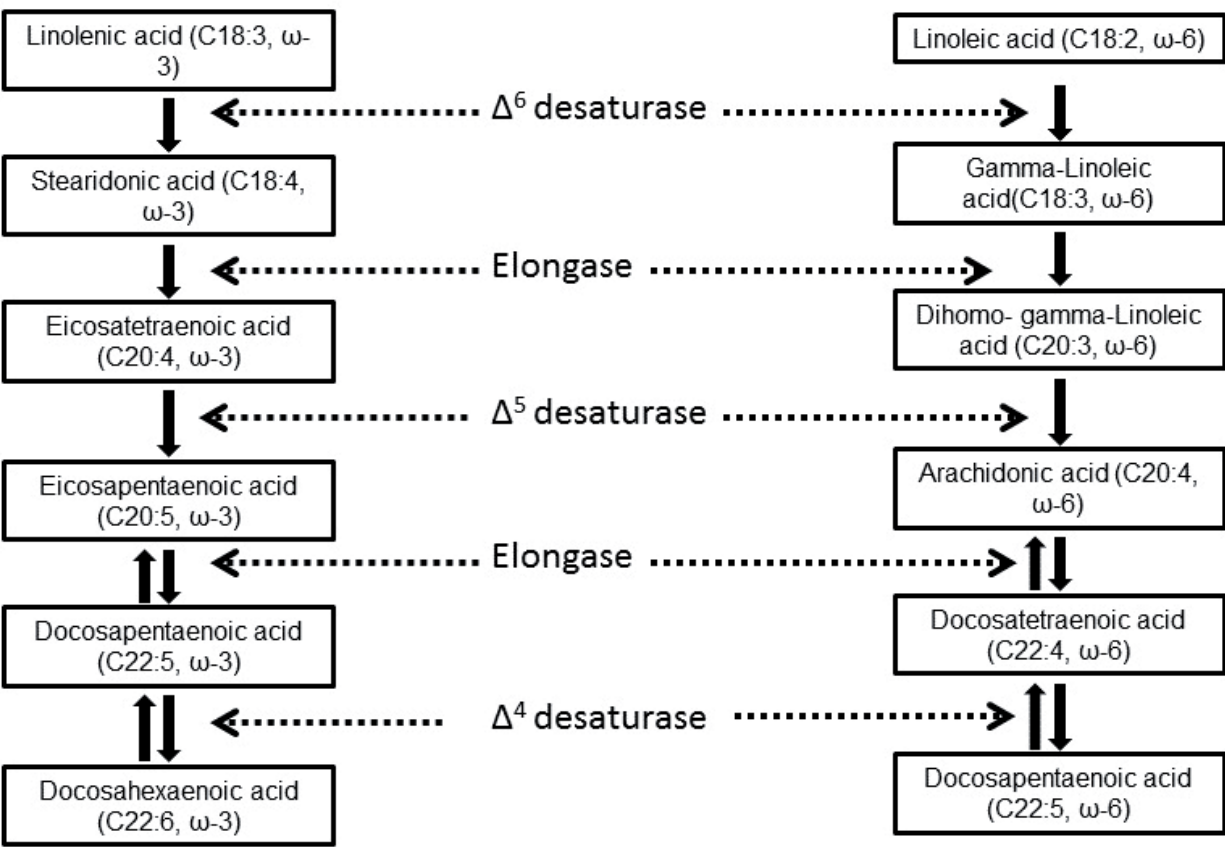 Linolenic acid (C18:3, ω-
3)
Linoleic acid (C18:2, ω-6)
Δ⁶ desaturase
Stearidonic acid (C18:4,
ω-3)
Gamma-Linoleic
acid(C18:3, ω-6)
Elongase
Eicosatetraenoic acid
(C20:4, ω-3)
Dihomo- gamma-Linoleic
acid (C20:3, ω-6)
Δ⁵ desaturase
Eicosapentaenoic acid
(C20:5, ω-3)
Arachidonic acid (C20:4,
ω-6)
Elongase
Docosapentaenoic acid
(C22:5, ω-3)
Docosatetraenoic acid
(C22:4, ω-6)
Δ⁴ desaturase
Docosahexaenoic acid
(C22:6, ω-3)
Docosapentaenoic acid
(C22:5, ω-6)